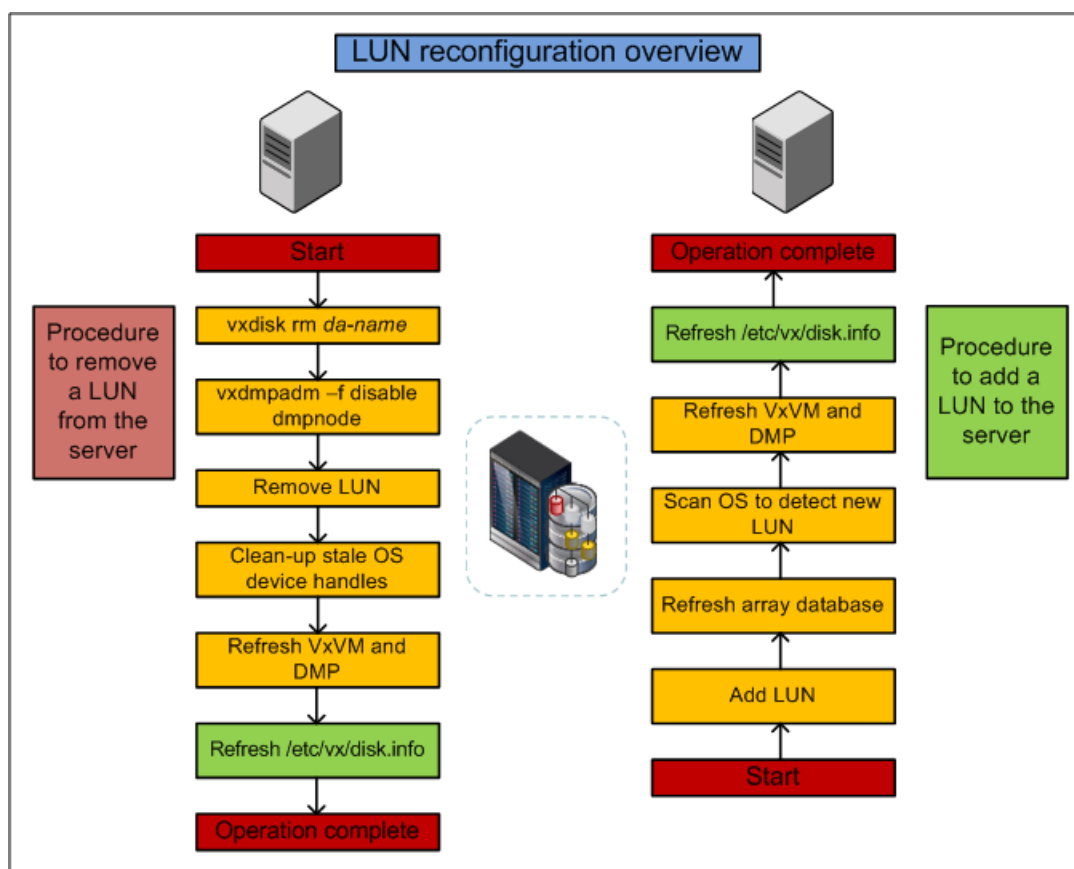 LUN reconfiguration overview
Start
Procedure
to remove
a LUN
from the
server
vxdisk rm da-name
vxdmpadm –f disable
dmpnode
Remove LUN
Clean-up stale OS
device handles
Refresh VxVM and
DMP
Refresh /etc/vx/disk.info
Operation complete
Operation complete
Refresh /etc/vx/disk.info
Procedure
to add a
LUN to the
server
Refresh VxVM and
DMP
Scan OS to detect new
LUN
Refresh array database
Add LUN
Start